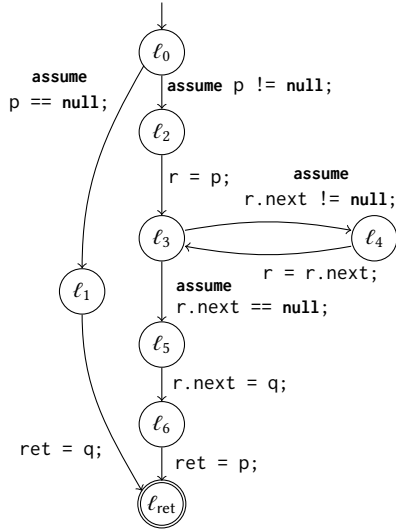 ℓ0
assume
p == null;
assume p != null;
ℓ2
r = p;
assume
r.next != null;
ℓ3
ℓ4
r = r.next;
ℓ1
assume
r.next == null;
ℓ5
r.next = q;
ℓ6
ret = q;
ret = p;
ℓret